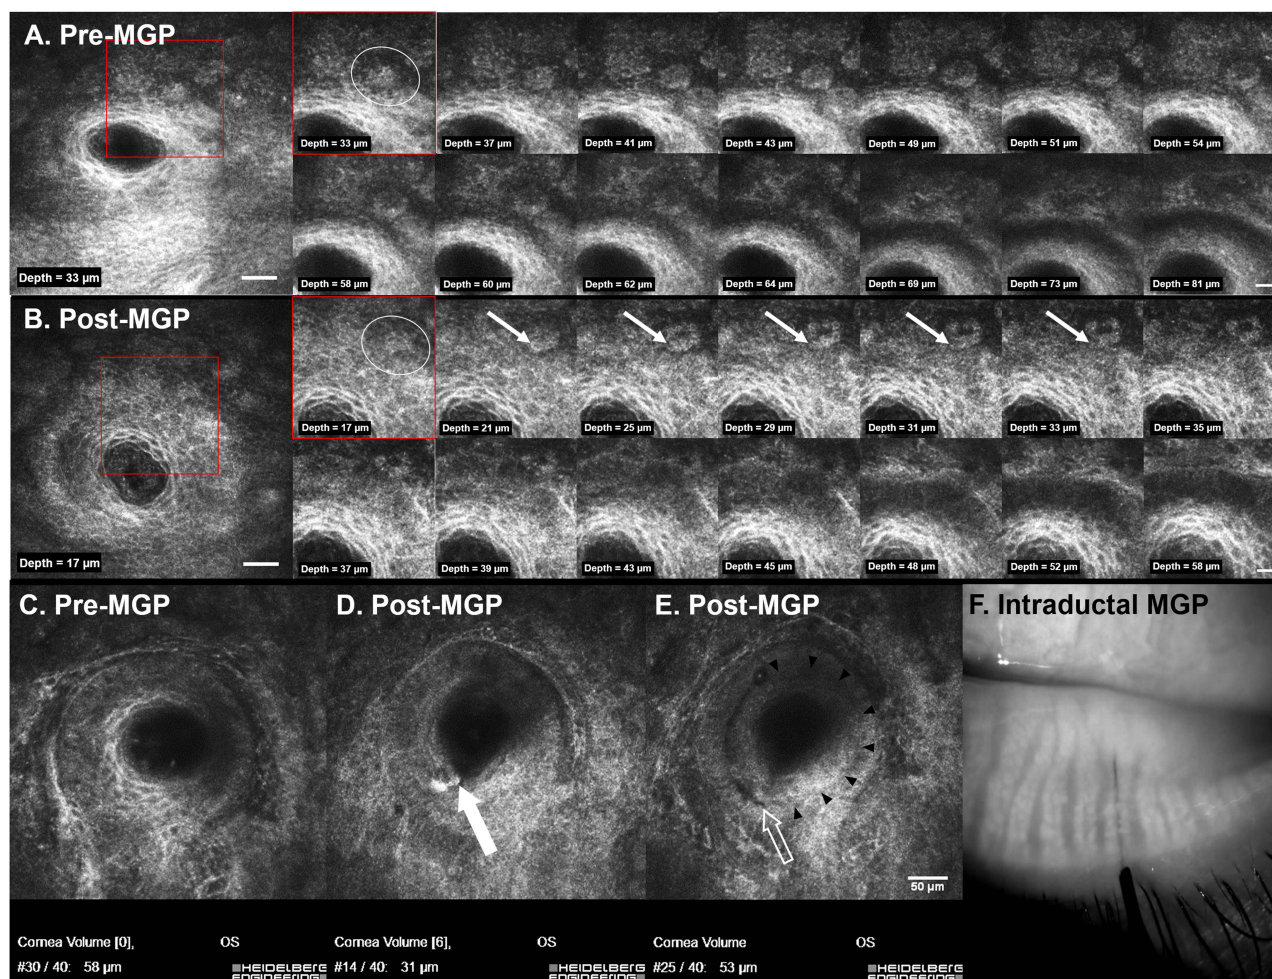 A. Pre-MGP
Depth = 33 µm
Depth = 33 µm
Depth = 37 µm
Depth = 41 µm
Depth = 43 µm
Depth = 49 µm
Depth = 51 µm
Depth = 54 µm
Depth = 58 µm
Depth = 60 µm
Depth = 62 µm
Depth = 64 µm
Depth = 69 µm
Depth = 73 µm
Depth = 81 µm
B. Post-MGP
Depth = 17 µm
Depth = 17 µm
Depth = 21 µm
Depth = 25 µm
Depth = 29 µm
Depth = 31 µm
Depth = 33 µm
Depth = 35 µm
Depth = 37 µm
Depth = 39 µm
Depth = 43 µm
Depth = 45 µm
Depth = 48 µm
Depth = 52 µm
Depth = 58 µm
C. Pre-MGP
Cornea Volume [0], OS
#30 / 40: 58 µm HEIDELBERG
ENGINEERING
D. Post-MGP
Cornea Volume [6], OS
#14 / 40: 31 µm HEIDELBERG
ENGINEERING
E. Post-MGP
50 µm
Cornea Volume OS
#25 / 40: 53 µm HEIDELBERG
ENGINEERING
F. Intraductal MGP